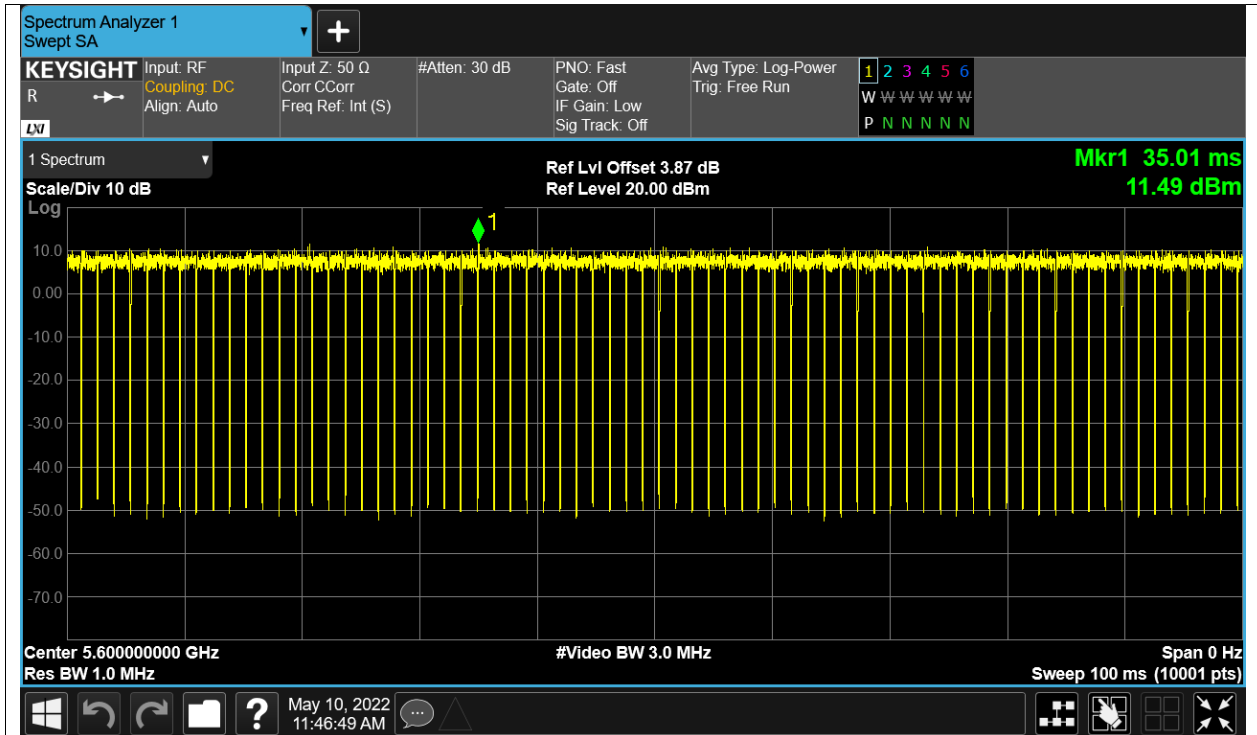 Spectrum Analyzer 1
Swept SA
KEYSIGHT
R
LXI
Input: RF
Coupling: DC
Align: Auto
Input Z: 50 Ω
Corr CCorr
Freq Ref: Int (S)
#Atten: 30 dB
PNO: Fast
Gate: Off
IF Gain: Low
Sig Track: Off
Avg Type: Log-Power
Trig: Free Run
1 2 3 4 5 6
W W W W W W
P N N N N N
1 Spectrum
Scale/Div 10 dB
Log
Ref Lvl Offset 3.87 dB
Ref Level 20.00 dBm
Mkr1 35.01 ms
11.49 dBm
1
10.0
0.00
-10.0
-20.0
-30.0
-40.0
-50.0
-60.0
-70.0
Center 5.600000000 GHz
Res BW 1.0 MHz
#Video BW 3.0 MHz
Span 0 Hz
Sweep 100 ms (10001 pts)
?
May 10, 2022
11:46:49 AM